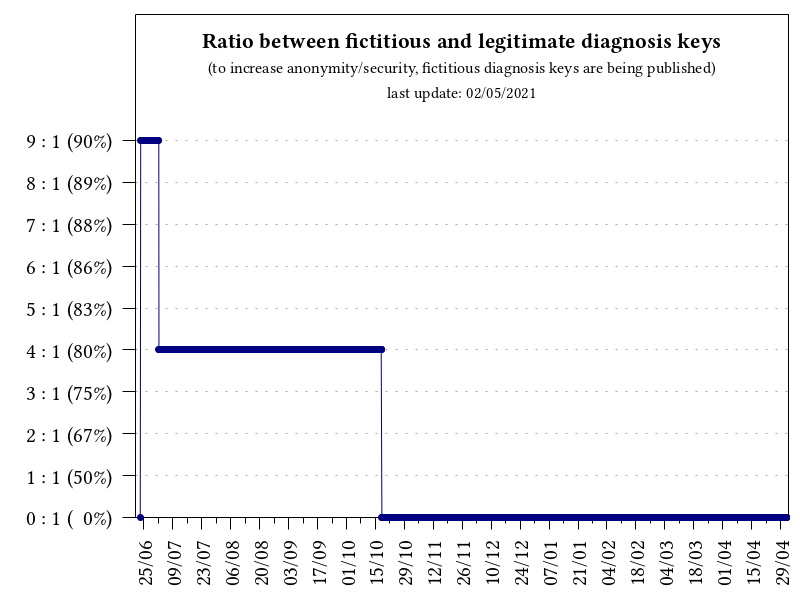 Ratio between fictitious and legitimate diagnosis keys
(to increase anonymity/security, fictitious diagnosis keys are being published)
last update: 02/05/2021
9 : 1 (90%)
8 : 1 (89%)
7 : 1 (88%)
6 : 1 (86%)
5 : 1 (83%)
4 : 1 (80%)
3 : 1 (75%)
2 : 1 (67%)
1 : 1 (50%)
0 : 1 (  0%)
25/06
09/07
23/07
06/08
20/08
03/09
17/09
01/10
15/10
29/10
12/11
26/11
10/12
24/12
07/01
21/01
04/02
18/02
04/03
18/03
01/04
15/04
29/04